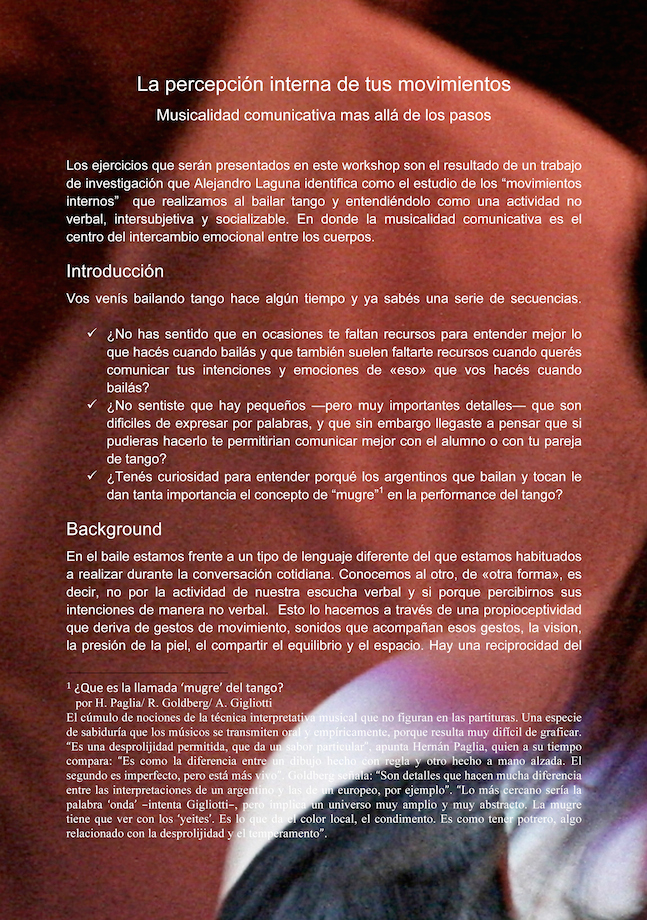 La percepción interna de tus movimientos
Musicalidad comunicativa mas allá de los pasos
Los ejercicios que serán presentados en este workshop son el resultado de un trabajo
de investigación que Alejandro Laguna identifica como el estudio de los “movimientos
internos”  que realizamos al bailar tango y entendiéndolo como una actividad no
verbal, intersubjetiva y socializable. En donde la musicalidad comunicativa es el
centro del intercambio emocional entre los cuerpos.
Introducción
Vos venís bailando tango hace algún tiempo y ya sabés una serie de secuencias.
✓ ¿No has sentido que en ocasiones te faltan recursos para entender mejor lo
que hacés cuando bailás y que también suelen faltarte recursos cuando querés
comunicar tus intenciones y emociones de «eso» que vos hacés cuando
bailás?
✓ ¿No sentiste que hay pequeños —pero muy importantes detalles— que son
dificiles de expresar por palabras, y que sin embargo llegaste a pensar que si
pudieras hacerlo te permitirian comunicar mejor con el alumno o con tu pareja
de tango?
✓ ¿Tenés curiosidad para entender porqué los argentinos que bailan y tocan le
dan tanta importancia el concepto de “mugre”¹ en la performance del tango?
Background
En el baile estamos frente a un tipo de lenguaje diferente del que estamos habituados
a realizar durante la conversación cotidiana. Conocemos al otro, de «otra forma», es
decir, no por la actividad de nuestra escucha verbal y si porque percibirnos sus
intenciones de manera no verbal.  Esto lo hacemos a través de una propioceptividad
que deriva de gestos de movimiento, sonidos que acompañan esos gestos, la vision,
la presión de la piel, el compartir el equilibrio y el espacio. Hay una reciprocidad del
¹ ¿Que es la llamada ‘mugre’ del tango?
por H. Paglia/ R. Goldberg/ A. Gigliotti
El cúmulo de nociones de la técnica interpretativa musical que no figuran en las partituras. Una especie
de sabiduría que los músicos se transmiten oral y empíricamente, porque resulta muy difícil de graficar.
“Es una desprolijidad permitida, que da un sabor particular”, apunta Hernán Paglia, quien a su tiempo
compara: “Es como la diferencia entre un dibujo hecho con regla y otro hecho a mano alzada. El
segundo es imperfecto, pero está más vivo”. Goldberg señala: “Son detalles que hacen mucha diferencia
entre las interpretaciones de un argentino y las de un europeo, por ejemplo”. “Lo más cercano sería la
palabra ‘onda’ –intenta Gigliotti–, pero implica un universo muy amplio y muy abstracto. La mugre
tiene que ver con los ‘yeites’. Es lo que da el color local, el condimento. Es como tener potrero, algo
relacionado con la desprolijidad y el temperamento”.